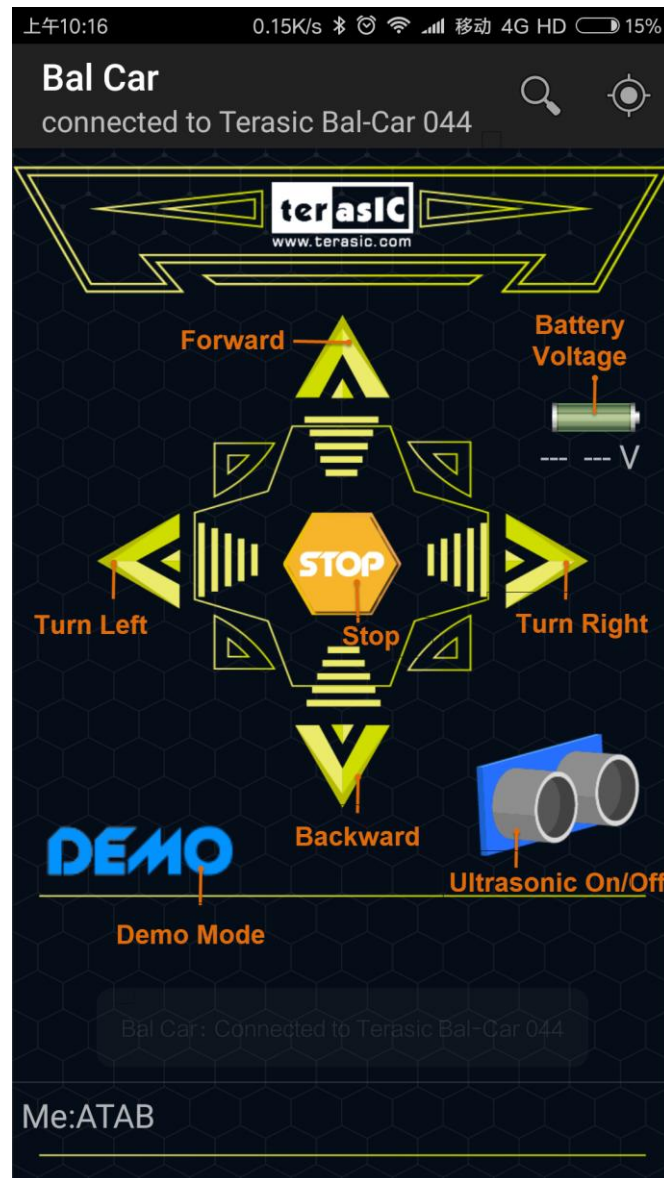 上午10:16 0.15K/s 移动 4G HD 15%
Bal Car
connected to Terasic Bal-Car 044
terasIC
www.terasic.com
Forward
Battery
Voltage
--- --- V
STOP
Turn Left
Stop
Turn Right
Backward
DEMO
Ultrasonic On/Off
Demo Mode
Bal Car: Connected to Terasic Bal-Car 044
Me:ATAB